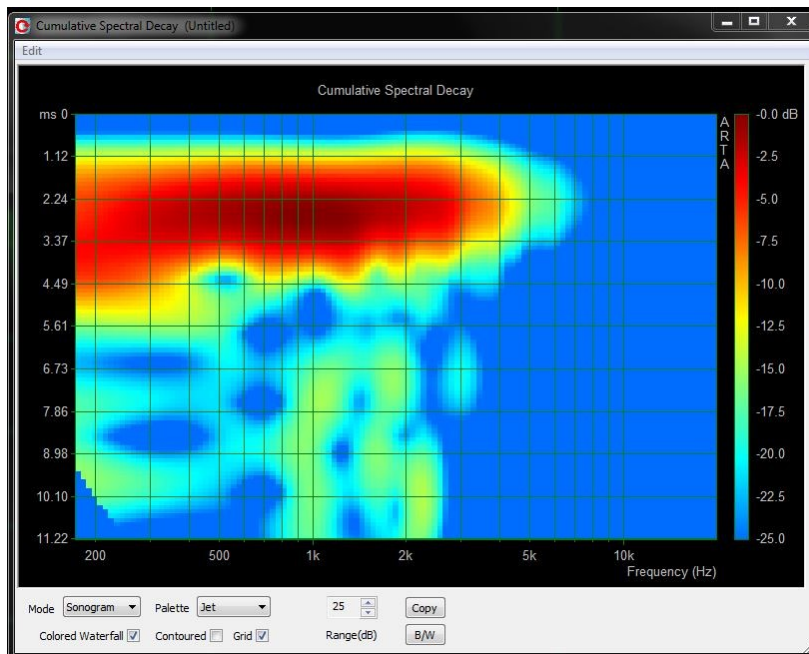 Cumulative Spectral Decay (Untitled)
Edit
Cumulative Spectral Decay
ms 0
1.12
2.24
3.37
4.49
5.61
6.73
7.86
8.98
10.10
11.22
200 500 1k 2k 5k 10k
Frequency (Hz)
A
R
T
A
-0.0 dB
-2.5
-5.0
-7.5
-10.0
-12.5
-15.0
-17.5
-20.0
-22.5
-25.0
Mode Sonogram Palette Jet 25 Copy
Colored Waterfall Contoured Grid Range(dB) B/W